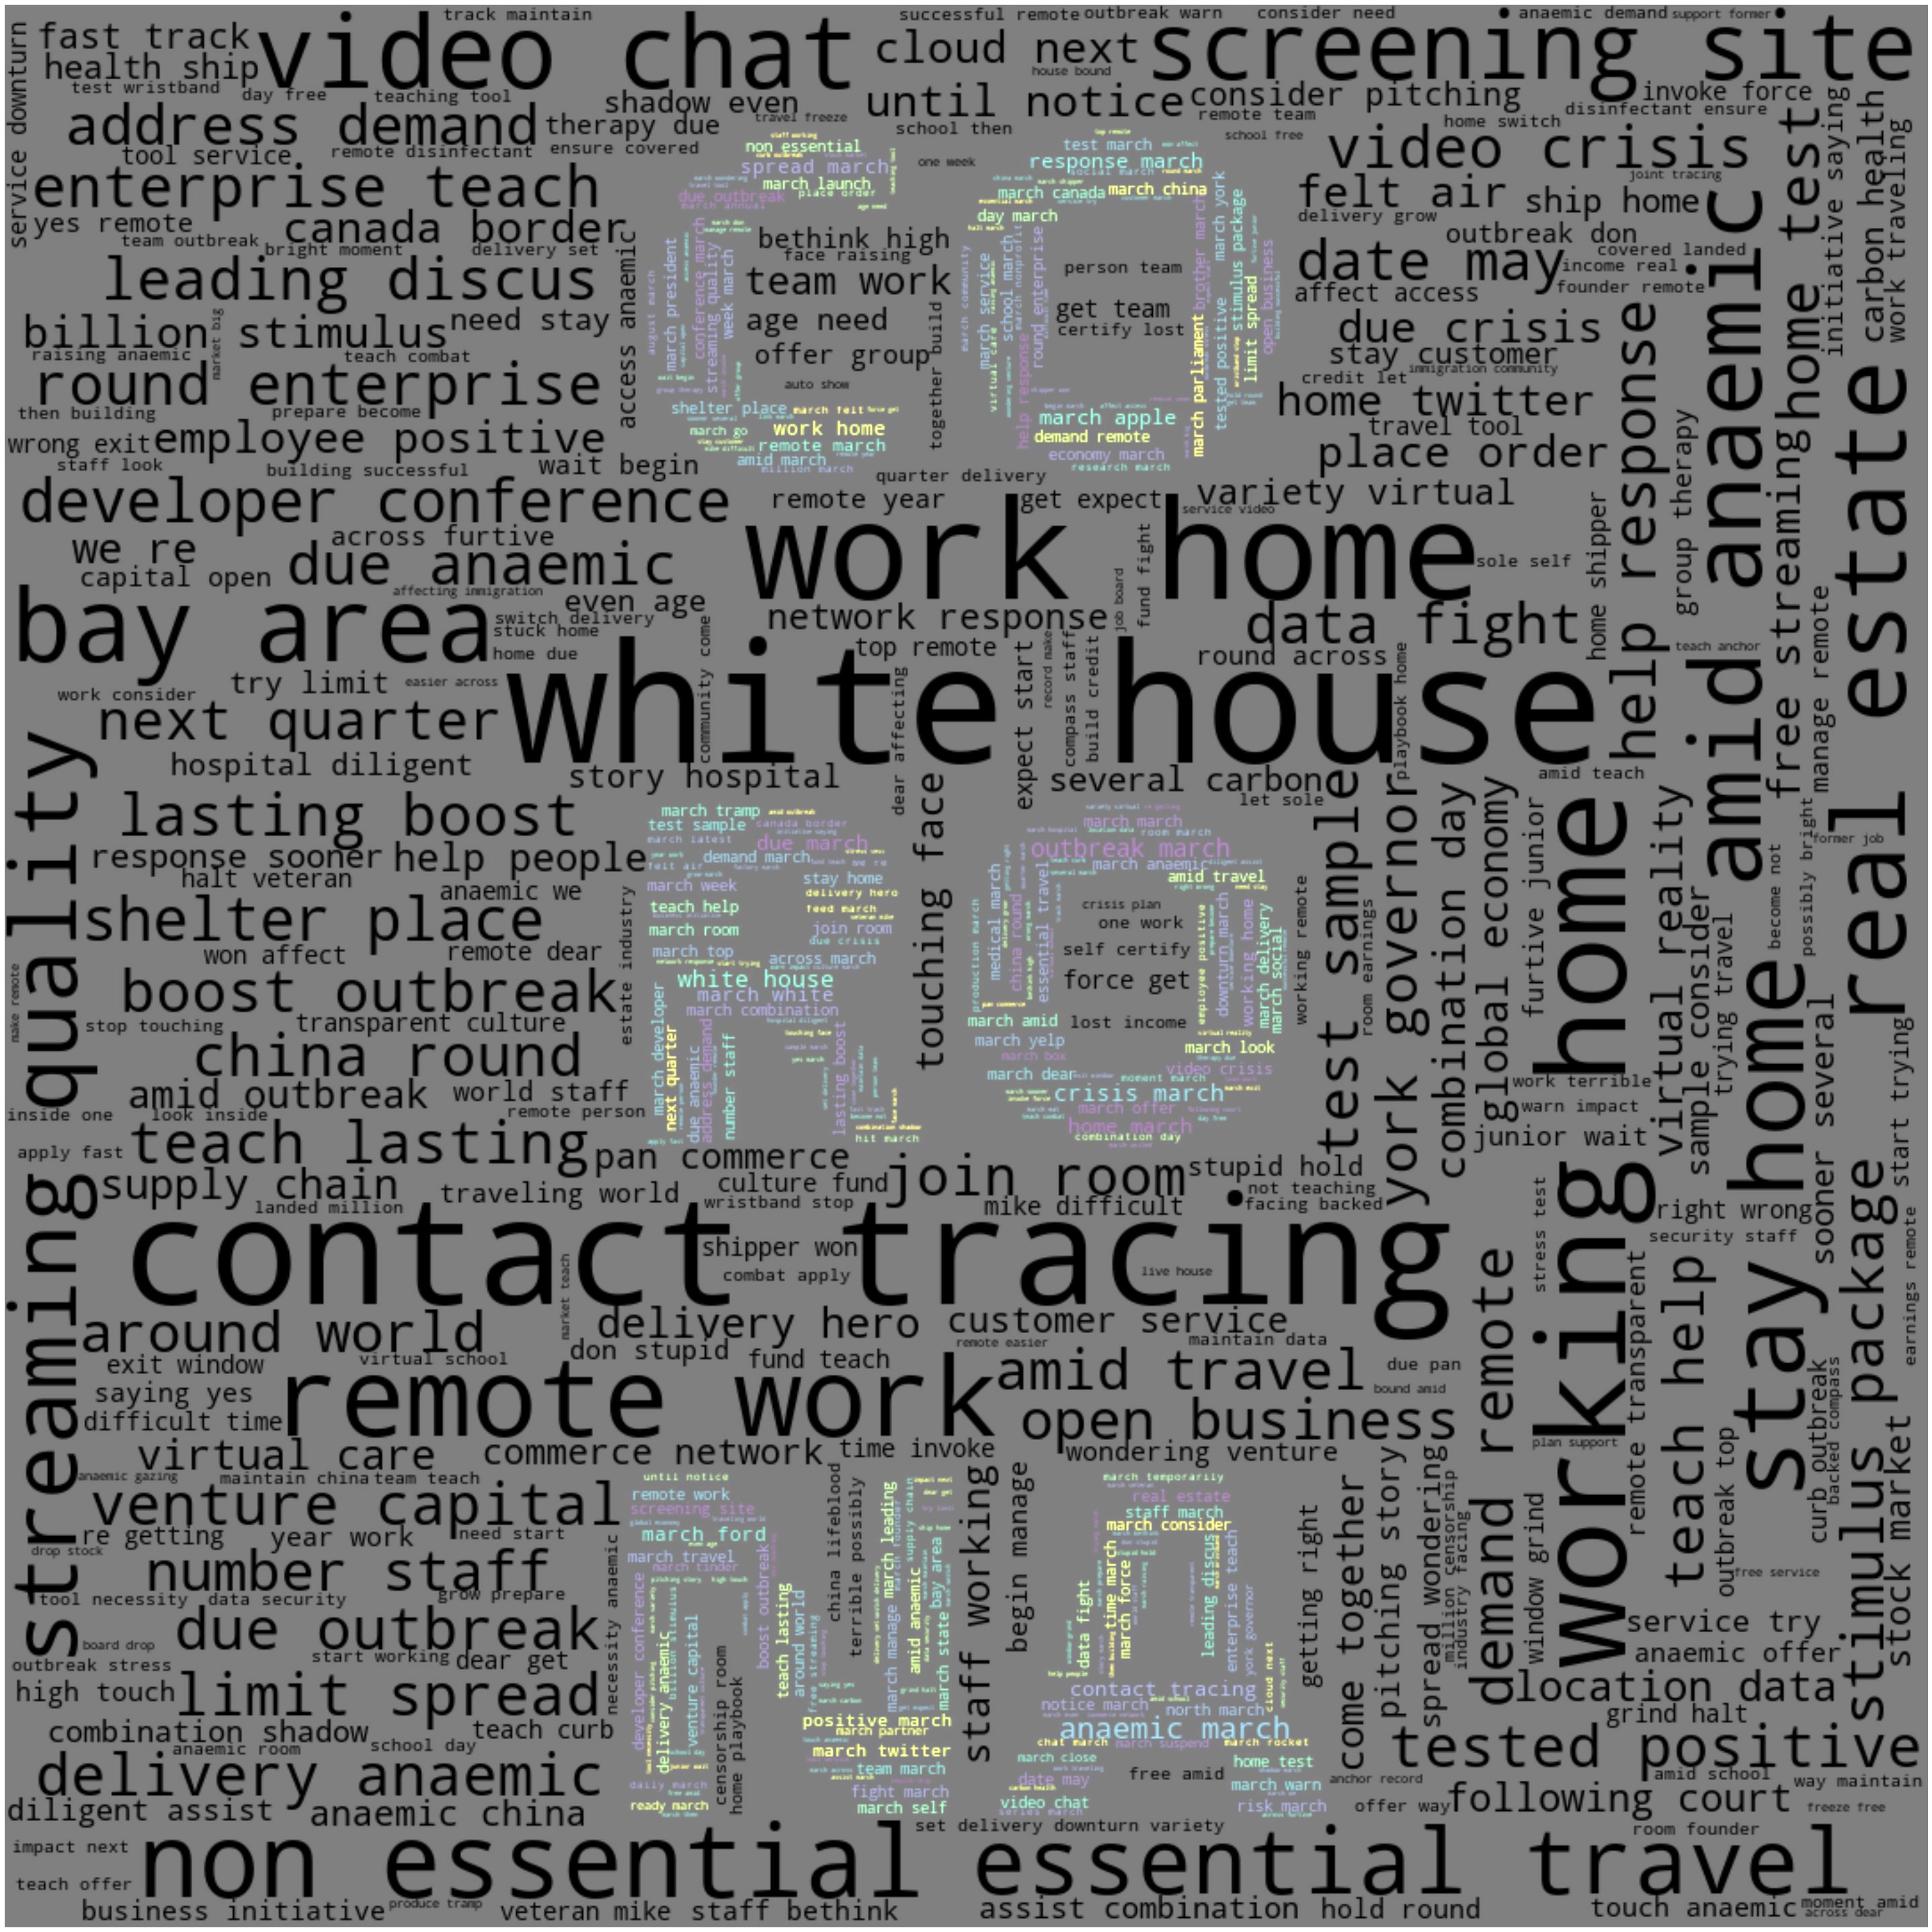 track maintain
successful remote
outbreak warn
consider need
anaemic demand
support former
fast track
video chat
cloud next
screening site
health ship
house bound
service downturn
test wristband
day free
teaching tool
shadow even
until notice
consider pitching
invoke force
disinfectant ensure
address demand
therapy due
travel freeze
school then
remote team
school free
home switch
video crisis
tool service
remote disinfectant
ensure covered
one week
joint tracing
enterprise teach
felt air
ship home
yes remote
canada border
delivery grow
team outbreak
bright moment
delivery set
outbreak don
covered landed
leading discus
date may
income real
founder remote
affect access
billion stimulus
need stay
market big
due crisis
raising anaemic
teach combat
stay customer
immigration community
round enterprise
credit let
home twitter
then building
prepare become
travel tool
wrong exit
employee positive
place order
staff look
building successful
wait begin
access anaemic
together build
bethink high
face raising
team work
age need
offer group
auto show
person team
get team
certify lost
non essential
spread march
march launch
place order
due outbreak
march president
conference march
streaming quality
week march
august march
shelter place
march felt
march go
work home
remote march
amid march
million march
test march
response march
social march
march canada
march china
day march
march community
march service
school march
march nonprofit
round enterprise
virtual care
help response
march apple
demand remote
economy march
research march
march parliament
brother march
tested positive
march york
stimulus package
limit spread
open business
quarter delivery
developer conference
remote year
get expect
variety virtual
service video
we re
across furtive
work home
sole self
capital open
due anaemic
fund fight
job board
affecting immigration
even age
bay area
switch delivery
stuck home
home due
network response
data fight
top remote
round across
try limit
easier across
work consider
white house
next quarter
community come
dear affecting
expect start
record make
compass staff
build credit
playbook home
hospital diligent
story hospital
several carbon
let sole
amid teach
home shipper
help response
group therapy
anaemic
amid
home test
free streaming
initiative saying
carbon health
work traveling
manage remote
teach anchor
real estate
streaming quality
lasting boost
response sooner
help people
halt veteran
anaemic we
shelter place
won affect
remote dear
boost outbreak
stop touching
transparent culture
china round
amid outbreak
world staff
inside one
look inside
remote person
make remote
apply fast
teach lasting
estate industry
touching face
march tramp
test sample
canada border
march latest
due march
demand march
felt air
we re
march week
stay home
delivery hero
teach help
feed march
march room
join room
due crisis
march top
across march
white house
march white
march combination
march developer
next quarter
due anaemic
address demand
number staff
lasting boost
hit march
march march
room march
outbreak march
march anaemic
amid travel
production march
medical march
china round
essential travel
crisis plan
one work
self certify
force get
lost income
employee positive
downturn march
working home
march delivery
march social
march amid
march yelp
march box
march look
march dear
video crisis
moment march
crisis march
march offer
home march
combination day
working remote
test sample
room earnings
york governor
combination day
global economy
furtive junior
working home
virtual reality
sample consider
trying travel
become not
possibly bright
former job
stay home
sooner several
start trying
work terrible
warn impact
junior wait
pan commerce
join room
stupid hold
supply chain
traveling world
culture fund
not teaching
landed million
wristband stop
mike difficult
facing backed
right wrong
security staff
contact tracing
shipper won
combat apply
live house
stress test
market teach
around world
delivery hero
customer service
maintain data
exit window
virtual school
don stupid
fund teach
remote easier
due pan
saying yes
remote work
amid travel
bound amid
difficult time
open business
virtual care
commerce network
time invoke
wondering venture
plan support
anaemic gazing
maintain china
team teach
venture capital
re getting
year work
need start
drop stock
number staff
tool necessity
data security
grow prepare
due outbreak
board drop
start working
dear get
outbreak stress
high touch
limit spread
combination shadow
teach curb
anaemic room
school day
delivery anaemic
diligent assist
anaemic china
necessity anaemic
censorship room
home playbook
china lifeblood
terrible possibly
staff working
begin manage
until notice
remote work
screening site
march ford
march travel
march tinder
developer conference
delivery anaemic
billion stimulus
venture capital
boost outbreak
teach lasting
around world
free streaming
daily march
ready march
march leading
march founder
supply chain
march manage
amid anaemic
march state
bay area
positive march
march partner
march twitter
team march
fight march
march self
march temporarily
real estate
staff march
march consider
time march
march force
data fight
leading discus
enterprise teach
york governor
cloud next
contact tracing
notice march
north march
anaemic march
chat march
march suspend
march rocket
march close
home test
date may
march warn
video chat
series march
risk march
free amid
getting right
come together
pitching story
spread wondering
million censorship
industry facing
demand remote
window grind
remote transparent
teach help
outbreak top
curb outbreak
backed compass
stimulus package
stock market
earnings remote
free service
service try
anaemic offer
location data
grind halt
tested positive
anchor record
amid school
way maintain
offer way
following court
freeze free
impact next
non essential
set delivery
downturn variety
essential travel
room founder
teach offer
business initiative
produce tramp
veteran mike
staff bethink
assist combination
hold round
touch anaemic
moment amid
across dear